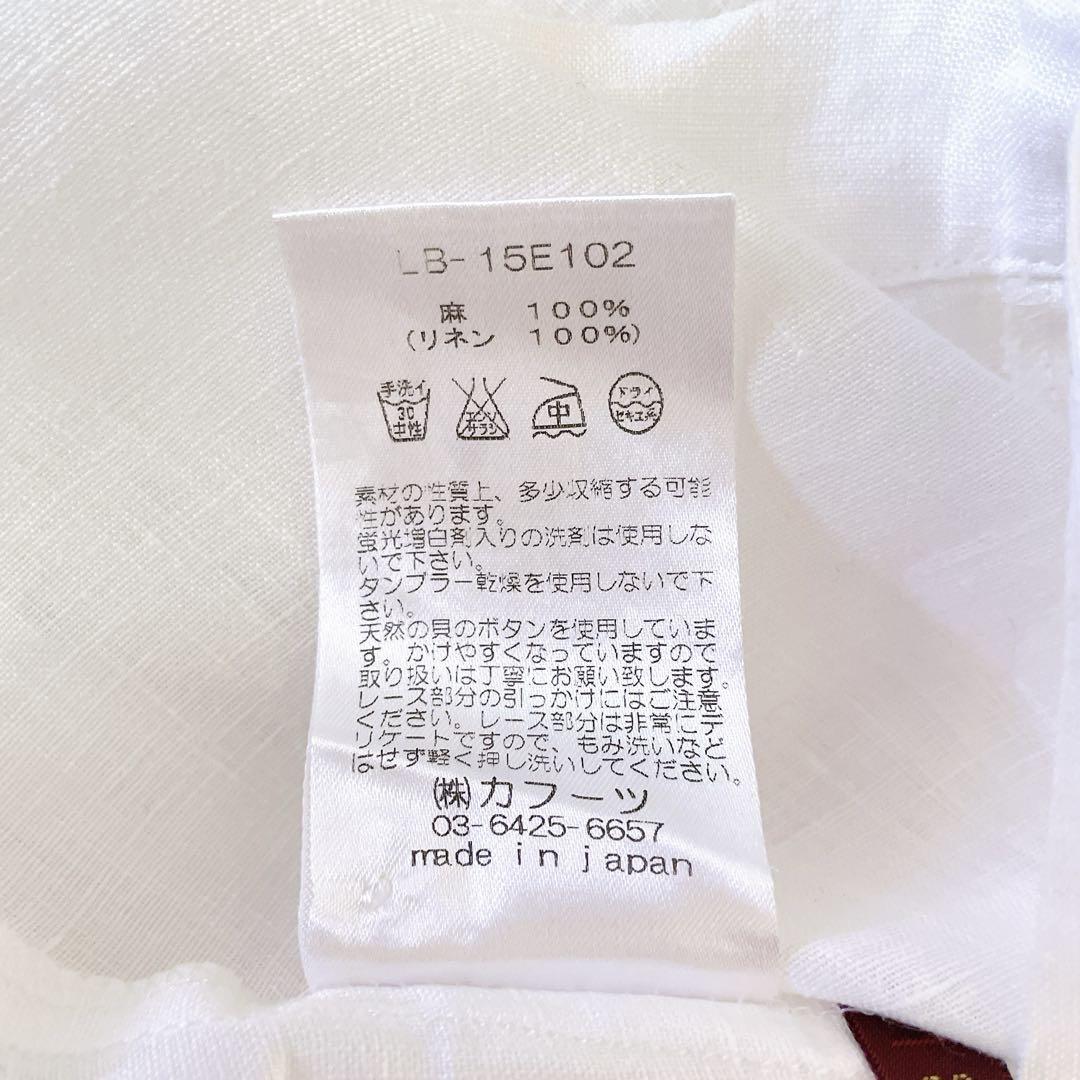 LB-15E102
麻 100%
(リネン 100%)
手洗イ
30
中性
エンソ
サラシ
中
ドライ
セキユ系
素材の性質上、多少収縮する可能
性があります。
蛍光増白剤入りの洗剤は使用しな
いで下さい。
タンブラー乾燥を使用しないで下
さい。
天然の貝のボタンを使用していま
す。かけやすくなっていますので
取り扱いは丁寧にお願い致します。
レース部分の引っかけにはご注意
ください。レース部分は非常にデ
リケートですので、もみ洗いなど
はせず軽く押し洗いしてください。
㈱カフーツ
03-6425-6657
made in japan